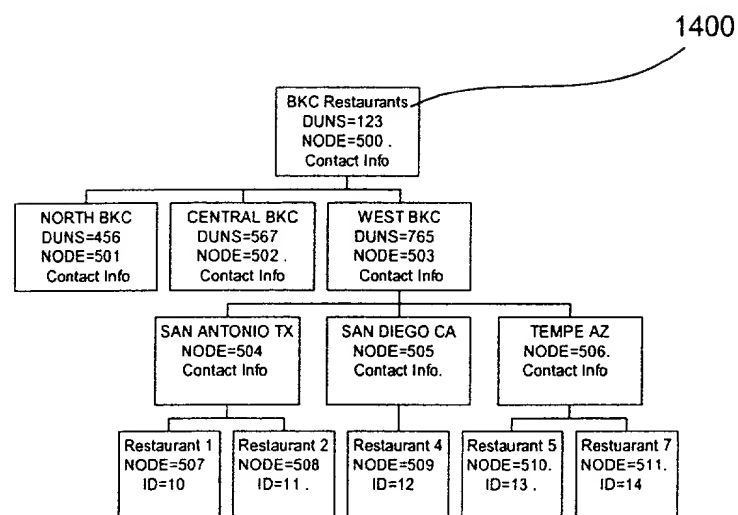 1400
BKC Restaurants
DUNS=123
NODE=500 .
Contact Info
NORTH BKC
DUNS=456
NODE=501
Contact Info
CENTRAL BKC
DUNS=567
NODE=502 .
Contact Info
WEST BKC
DUNS=765
NODE=503
Contact Info
SAN ANTONIO TX
NODE=504
Contact Info
SAN DIEGO CA
NODE=505
Contact Info.
TEMPE AZ
NODE=506.
Contact Info
Restaurant 1
NODE=507
ID=10
Restaurant 2
NODE=508
ID=11 .
Restaurant 4
NODE=509
ID=12
Restaurant 5
NODE=510.
ID=13 .
Restuarant 7
NODE=511.
ID=14